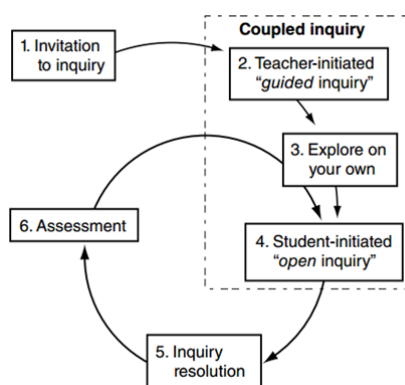 Coupled inquiry
1. Invitation
to inquiry
2. Teacher-initiated
“guided inquiry”
3. Explore on
your own
4. Student-initiated
“open inquiry”
5. Inquiry
resolution
6. Assessment